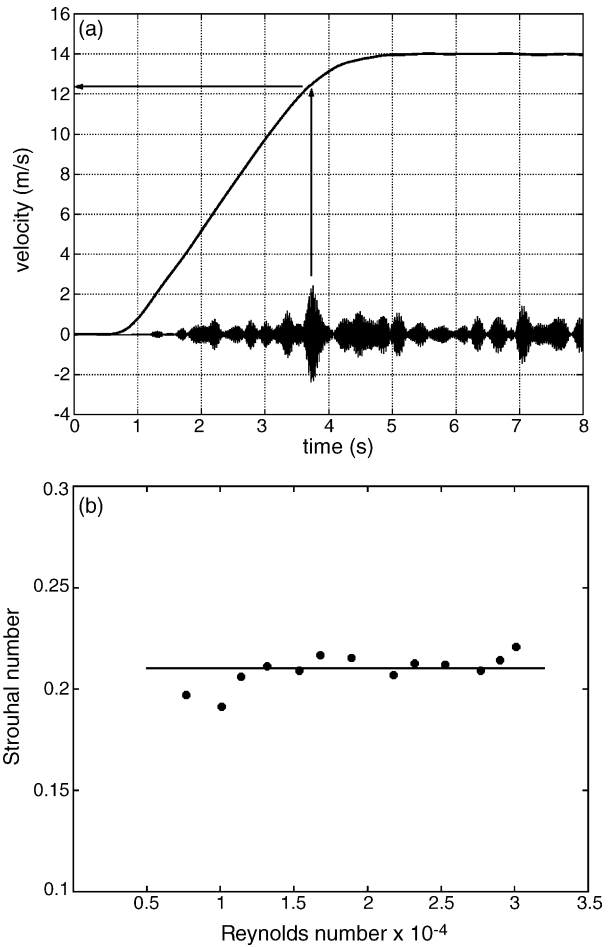 (a)
16
14
12
10
8
6
4
2
0
-2
-4
velocity (m/s)
0 1 2 3 4 5 6 7 8
time (s)
(b)
0.3
0.25
0.2
0.15
0.1
Strouhal number
0.5 1 1.5 2 2.5 3 3.5
Reynolds number x 10-4